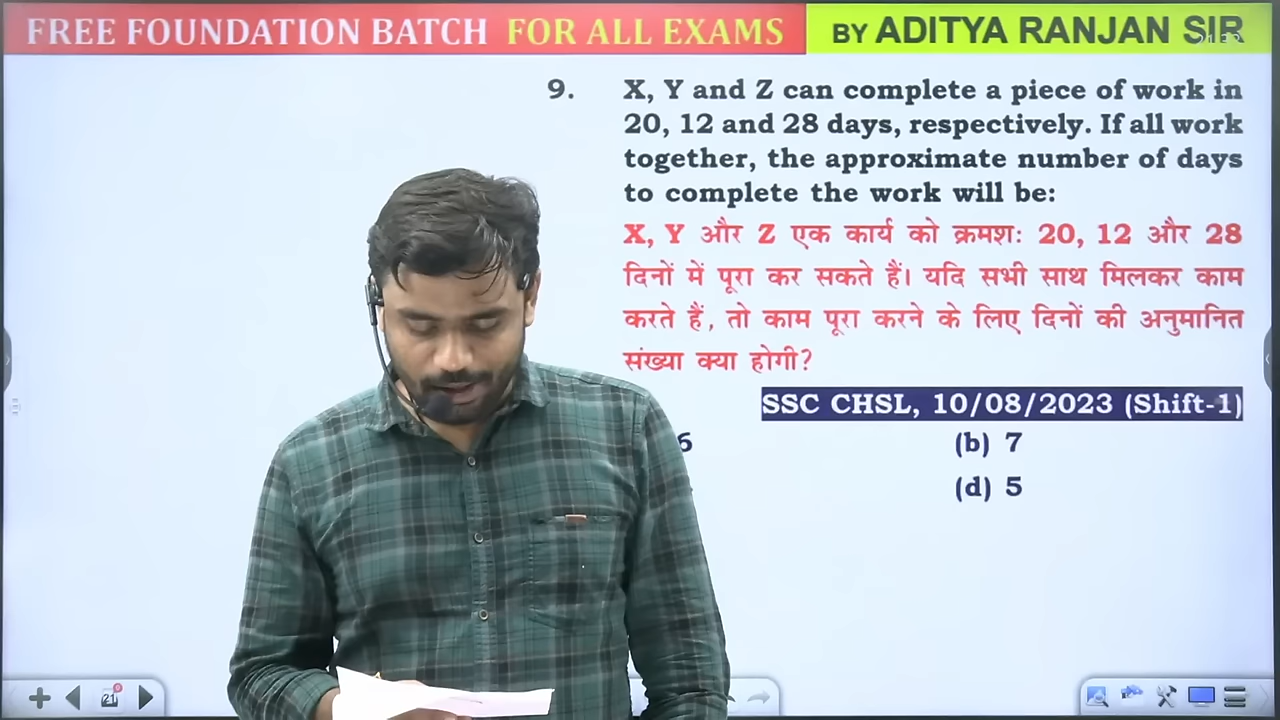 FREE FOUNDATION BATCH FOR ALL EXAMS BY ADITYA RANJAN SIR
9. X, Y and Z can complete a piece of work in
20, 12 and 28 days, respectively. If all work
together, the approximate number of days
to complete the work will be:
X, Y और Z एक कार्य को क्रमशः 20, 12 और 28
दिनों में पूरा कर सकते हैं। यदि सभी साथ मिलकर काम
करते हैं, तो काम पूरा करने के लिए दिनों की अनुमानित
संख्या क्या होगी?
SSC CHSL, 10/08/2023 (Shift-1)
6 (b) 7
(d) 5
21